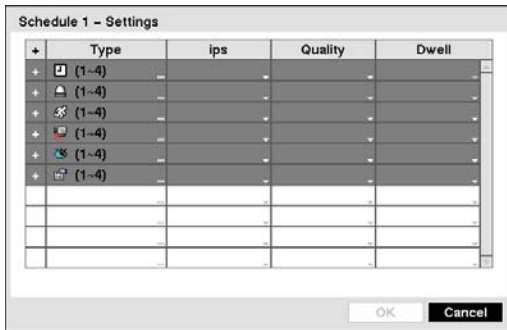 Schedule 1 – Settings
+ Type ips Quality Dwell
+ (1~4)
+ (1~4)
+ (1~4)
+ (1~4)
+ (1~4)
+ (1~4)
OK Cancel